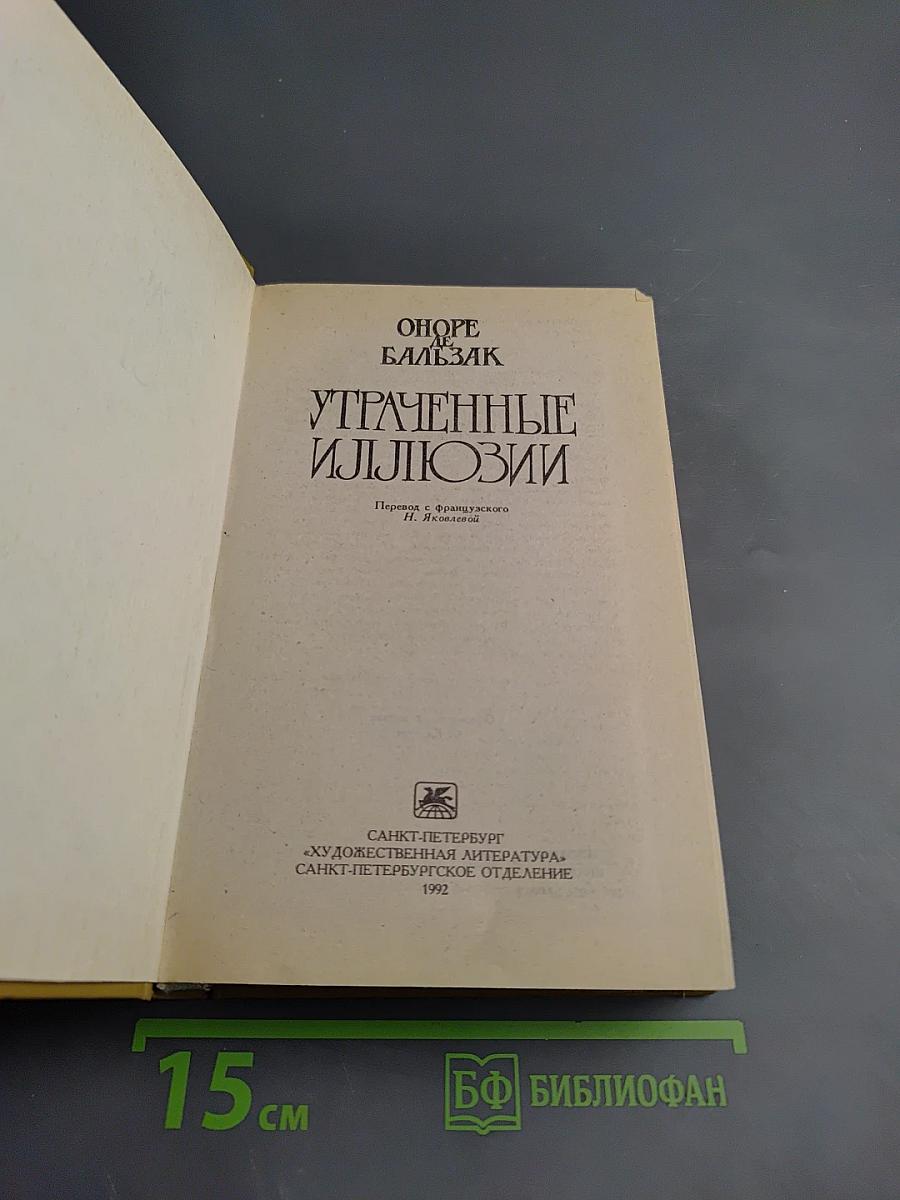 ОНОРЕ
ДЕ
БАЛЬЗАК
УТРАЧЕННЫЕ
ИЛЛЮЗИИ
Перевод с французского
Н. Яковлевой
САНКТ-ПЕТЕРБУРГ
«ХУДОЖЕСТВЕННАЯ ЛИТЕРАТУРА»
САНКТ-ПЕТЕРБУРГСКОЕ ОТДЕЛЕНИЕ
1992
15 см
БФ БИБЛИОФАН